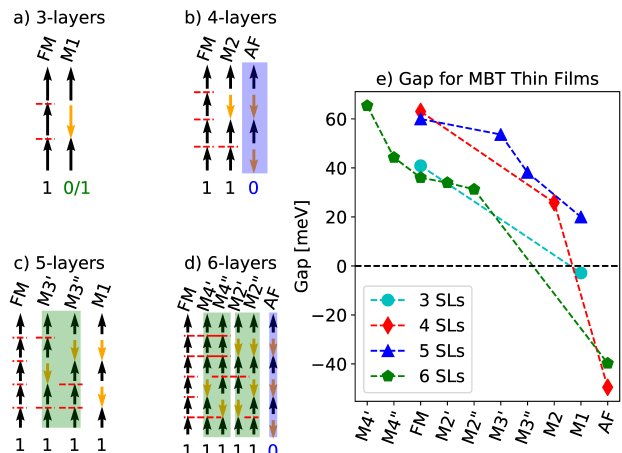 a) 3-layers
FM M1
1 0/1
b) 4-layers
FM M2 AF
1 1 0
c) 5-layers
FM M3′ M3″ M1
1 1 1 1
d) 6-layers
FM M4′ M4″ M2′ M2″ AF
1 1 1 1 1 0
e) Gap for MBT Thin Films
Gap [meV]
60
40
20
0
−20
−40
3 SLs
4 SLs
5 SLs
6 SLs
M4′ M4″ FM M2′ M2″ M3′ M3″ M2 M1 AF